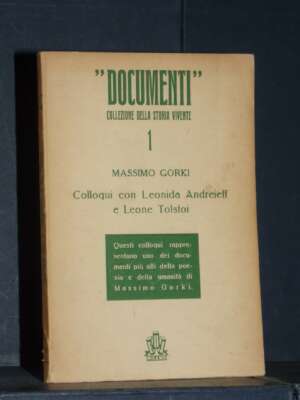 "DOCUMENTI"
COLLEZIONE DELLA STORIA VIVENTE
1
MASSIMO GORKI
Colloqui con Leonida Andreieff
e Leone Tolstoi
Questi colloqui rappre-
sentano uno dei docu-
menti più alti della poe-
sia e della umanità di
Massimo Gorki.